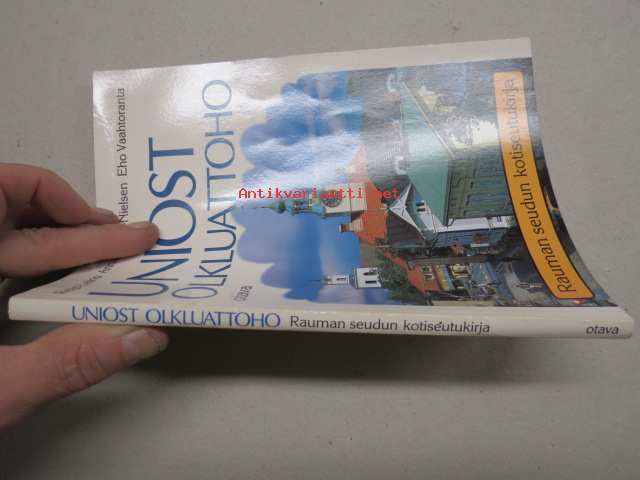 Nielsen Eho Vaahtoranta
UNIOST
OLKLUATTOHO
otava
Rauman seudun kotiseutukirja
Antikvariaatti.net
UNIOST OLKLUATTOHO Rauman seudun kotiseutukirja otava